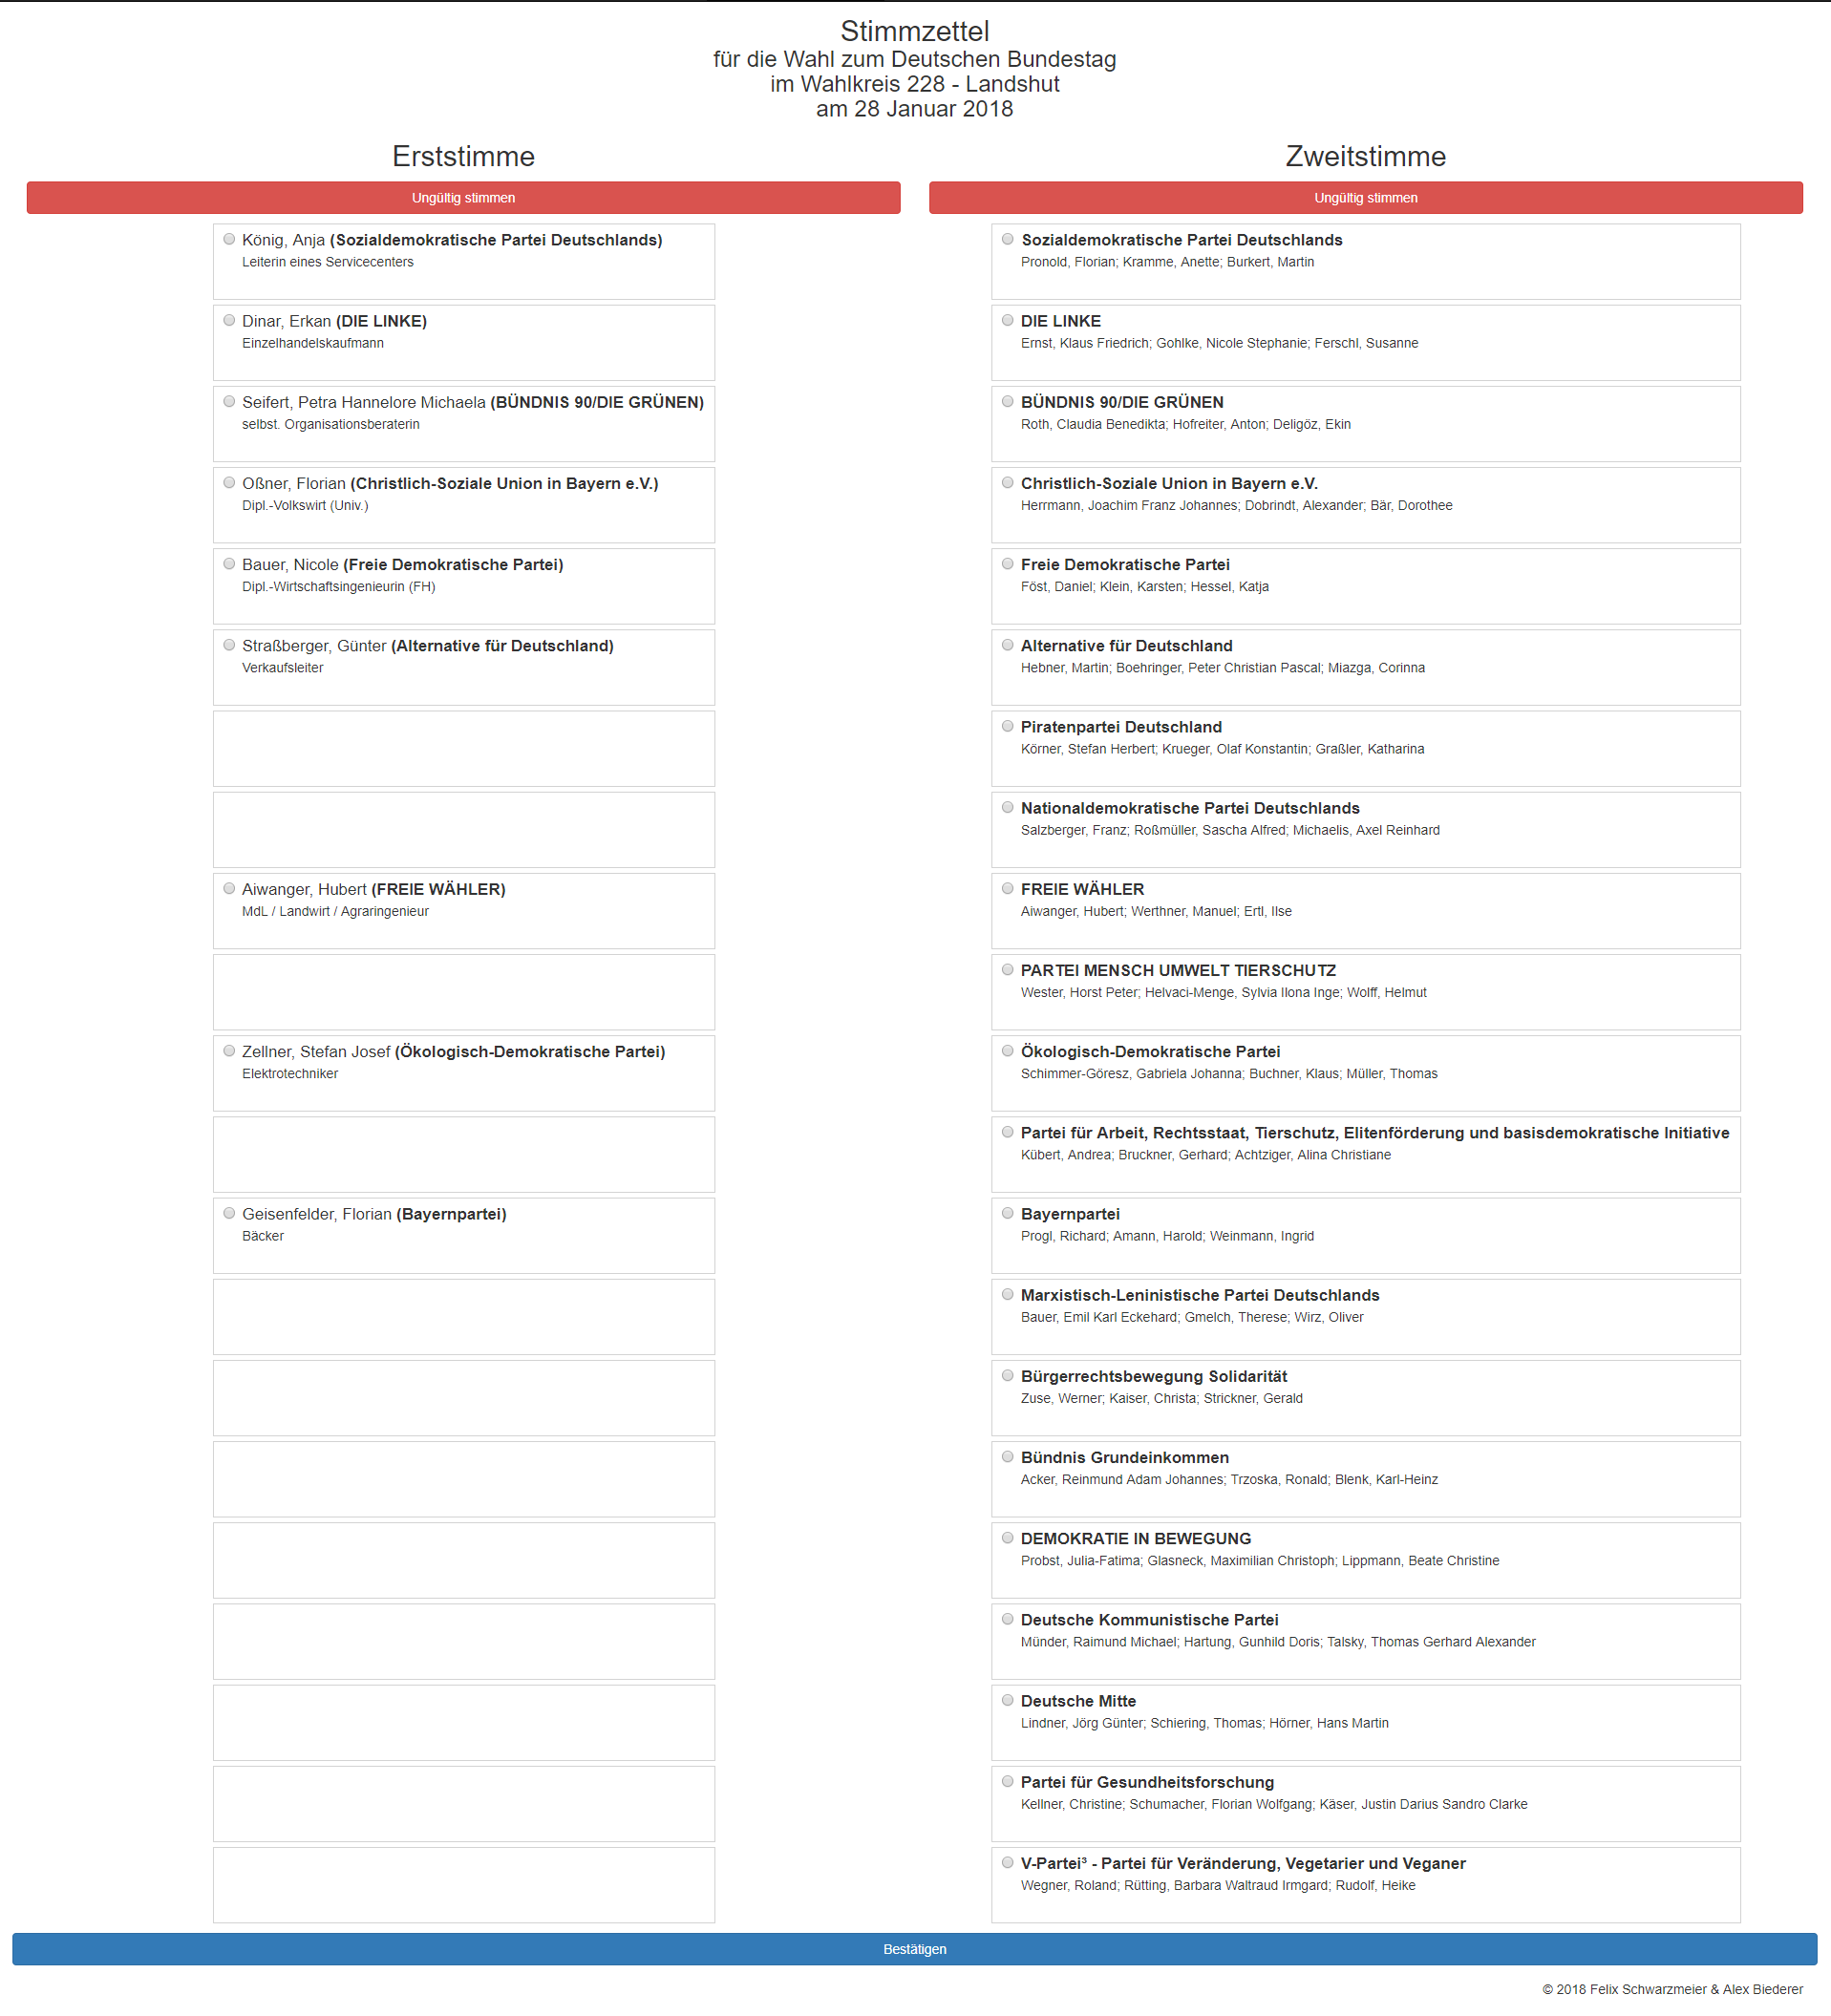 Stimmzettel
für die Wahl zum Deutschen Bundestag
im Wahlkreis 228 - Landshut
am 28 Januar 2018
Erststimme
Ungültig stimmen
König, Anja (Sozialdemokratische Partei Deutschlands)
Leiterin eines Servicecenters
Dinar, Erkan (DIE LINKE)
Einzelhandelskaufmann
Seifert, Petra Hannelore Michaela (BÜNDNIS 90/DIE GRÜNEN)
selbst. Organisationsberaterin
Oßner, Florian (Christlich-Soziale Union in Bayern e.V.)
Dipl.-Volkswirt (Univ.)
Bauer, Nicole (Freie Demokratische Partei)
Dipl.-Wirtschaftsingenieurin (FH)
Straßberger, Günter (Alternative für Deutschland)
Verkaufsleiter
Aiwanger, Hubert (FREIE WÄHLER)
MdL / Landwirt / Agraringenieur
Zellner, Stefan Josef (Ökologisch-Demokratische Partei)
Elektrotechniker
Geisenfelder, Florian (Bayernpartei)
Bäcker
Zweitstimme
Ungültig stimmen
Sozialdemokratische Partei Deutschlands
Pronold, Florian; Kramme, Anette; Burkert, Martin
DIE LINKE
Ernst, Klaus Friedrich; Gohlke, Nicole Stephanie; Ferschl, Susanne
BÜNDNIS 90/DIE GRÜNEN
Roth, Claudia Benedikta; Hofreiter, Anton; Deligöz, Ekin
Christlich-Soziale Union in Bayern e.V.
Herrmann, Joachim Franz Johannes; Dobrindt, Alexander; Bär, Dorothee
Freie Demokratische Partei
Föst, Daniel; Klein, Karsten; Hessel, Katja
Alternative für Deutschland
Hebner, Martin; Boehringer, Peter Christian Pascal; Miazga, Corinna
Piratenpartei Deutschland
Körner, Stefan Herbert; Krueger, Olaf Konstantin; Graßler, Katharina
Nationaldemokratische Partei Deutschlands
Salzberger, Franz; Roßmüller, Sascha Alfred; Michaelis, Axel Reinhard
FREIE WÄHLER
Aiwanger, Hubert; Werthner, Manuel; Ertl, Ilse
PARTEI MENSCH UMWELT TIERSCHUTZ
Wester, Horst Peter; Helvaci-Menge, Sylvia Ilona Inge; Wolff, Helmut
Ökologisch-Demokratische Partei
Schimmer-Göresz, Gabriela Johanna; Buchner, Klaus; Müller, Thomas
Partei für Arbeit, Rechtsstaat, Tierschutz, Elitenförderung und basisdemokratische Initiative
Kübert, Andrea; Bruckner, Gerhard; Achtziger, Alina Christiane
Bayernpartei
Progl, Richard; Amann, Harold; Weinmann, Ingrid
Marxistisch-Leninistische Partei Deutschlands
Bauer, Emil Karl Eckehard; Gmelch, Therese; Wirz, Oliver
Bürgerrechtsbewegung Solidarität
Zuse, Werner; Kaiser, Christa; Strickner, Gerald
Bündnis Grundeinkommen
Acker, Reinmund Adam Johannes; Trzoska, Ronald; Blenk, Karl-Heinz
DEMOKRATIE IN BEWEGUNG
Probst, Julia-Fatima; Glasneck, Maximilian Christoph; Lippmann, Beate Christine
Deutsche Kommunistische Partei
Münder, Raimund Michael; Hartung, Gunhild Doris; Talsky, Thomas Gerhard Alexander
Deutsche Mitte
Lindner, Jörg Günter; Schiering, Thomas; Hörner, Hans Martin
Partei für Gesundheitsforschung
Kellner, Christine; Schumacher, Florian Wolfgang; Käser, Justin Darius Sandro Clarke
V-Partei³ - Partei für Veränderung, Vegetarier und Veganer
Wegner, Roland; Rütting, Barbara Waltraud Irmgard; Rudolf, Heike
Bestätigen
© 2018 Felix Schwarzmeier & Alex Biederer